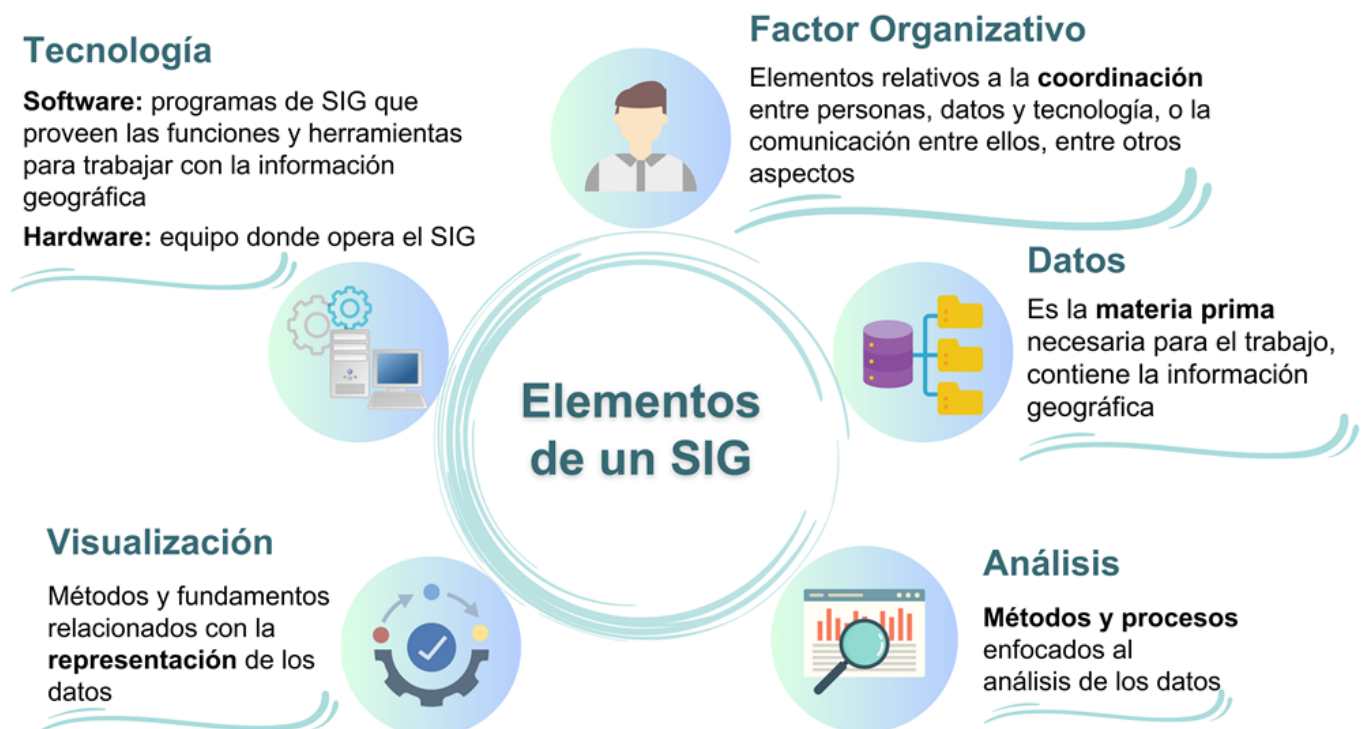 Tecnología
Software: programas de SIG que
proveen las funciones y herramientas
para trabajar con la información
geográfica
Hardware: equipo donde opera el SIG
Factor Organizativo
Elementos relativos a la coordinación
entre personas, datos y tecnología, o la
comunicación entre ellos, entre otros
aspectos
Datos
Es la materia prima
necesaria para el trabajo,
contiene la información
geográfica
Elementos
de un SIG
Visualización
Métodos y fundamentos
relacionados con la
representación de los
datos
Análisis
Métodos y procesos
enfocados al
análisis de los datos